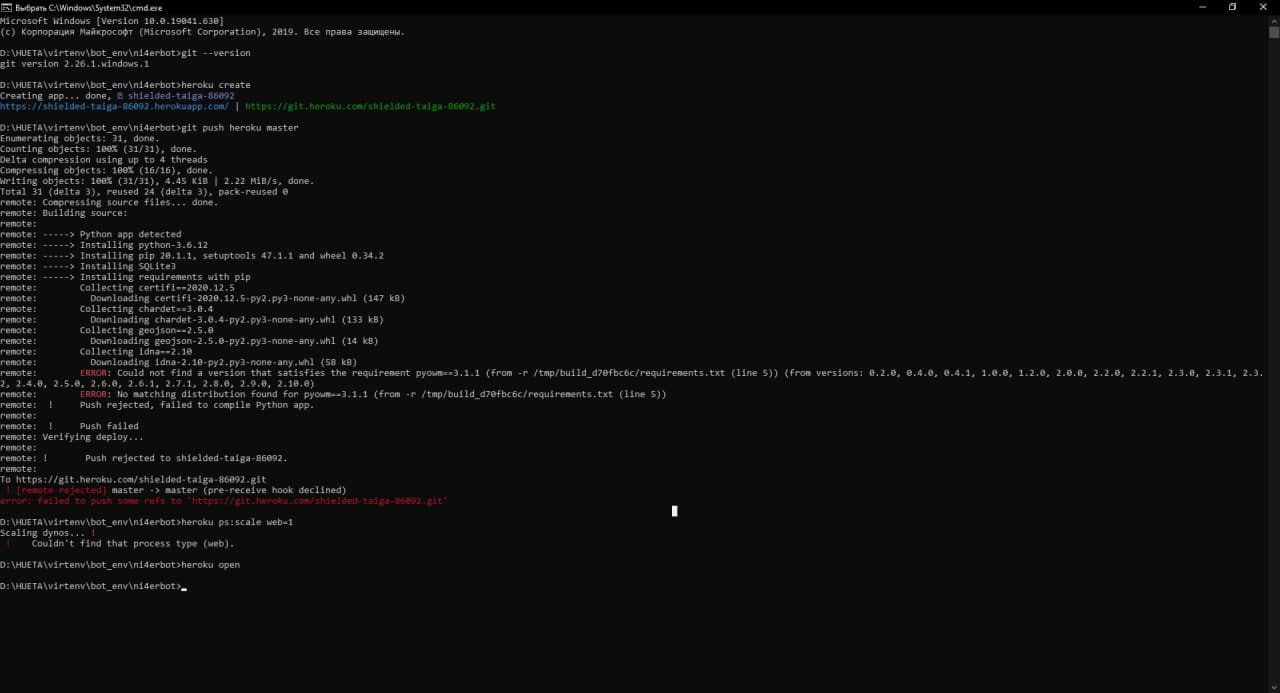 Выбрать C:\Windows\System32\cmd.exe
Microsoft Windows [Version 10.0.19041.630]
(c) Корпорация Майкрософт (Microsoft Corporation), 2019. Все права защищены.
D:\HUETA\virtenv\bot_env\ni4erbot>git --version
git version 2.26.1.windows.1
D:\HUETA\virtenv\bot_env\ni4erbot>heroku create
Creating app... done, ⬢ shielded-taiga-86092
https://shielded-taiga-86092.herokuapp.com/ | https://git.heroku.com/shielded-taiga-86092.git
D:\HUETA\virtenv\bot_env\ni4erbot>git push heroku master
Enumerating objects: 31, done.
Counting objects: 100% (31/31), done.
Delta compression using up to 4 threads
Compressing objects: 100% (16/16), done.
Writing objects: 100% (31/31), 4.45 KiB | 2.22 MiB/s, done.
Total 31 (delta 3), reused 24 (delta 3), pack-reused 0
remote: Compressing source files... done.
remote: Building source:
remote:
remote: -----> Python app detected
remote: -----> Installing python-3.6.12
remote: -----> Installing pip 20.1.1, setuptools 47.1.1 and wheel 0.34.2
remote: -----> Installing SQLite3
remote: -----> Installing requirements with pip
remote:        Collecting certifi==2020.12.5
remote:          Downloading certifi-2020.12.5-py2.py3-none-any.whl (147 kB)
remote:        Collecting chardet==3.0.4
remote:          Downloading chardet-3.0.4-py2.py3-none-any.whl (133 kB)
remote:        Collecting geojson==2.5.0
remote:          Downloading geojson-2.5.0-py2.py3-none-any.whl (14 kB)
remote:        Collecting idna==2.10
remote:          Downloading idna-2.10-py2.py3-none-any.whl (58 kB)
remote:        ERROR: Could not find a version that satisfies the requirement pyowm==3.1.1 (from -r /tmp/build_d70fbc6c/requirements.txt (line 5)) (from versions: 0.2.0, 0.4.0, 0.4.1, 1.0.0, 1.2.0, 2.0.0, 2.2.0, 2.2.1, 2.3.0, 2.3.1, 2.3.
2, 2.4.0, 2.5.0, 2.6.0, 2.6.1, 2.7.1, 2.8.0, 2.9.0, 2.10.0)
remote:        ERROR: No matching distribution found for pyowm==3.1.1 (from -r /tmp/build_d70fbc6c/requirements.txt (line 5))
remote:  !     Push rejected, failed to compile Python app.
remote:
remote:  !     Push failed
remote: Verifying deploy...
remote:
remote: !       Push rejected to shielded-taiga-86092.
remote:
To https://git.heroku.com/shielded-taiga-86092.git
 ! [remote rejected] master -> master (pre-receive hook declined)
error: failed to push some refs to 'https://git.heroku.com/shielded-taiga-86092.git'
D:\HUETA\virtenv\bot_env\ni4erbot>heroku ps:scale web=1
Scaling dynos... !
 !    Couldn't find that process type (web).
D:\HUETA\virtenv\bot_env\ni4erbot>heroku open
D:\HUETA\virtenv\bot_env\ni4erbot>